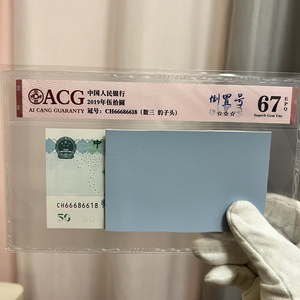 ACG
AI CANG GUARANTY
中国人民银行
2019年伍拾圆
冠号：CH66686618（数三 豹子头）
倒置号
67
EPQ
Superb Gem Unc
中
CH66686618
50